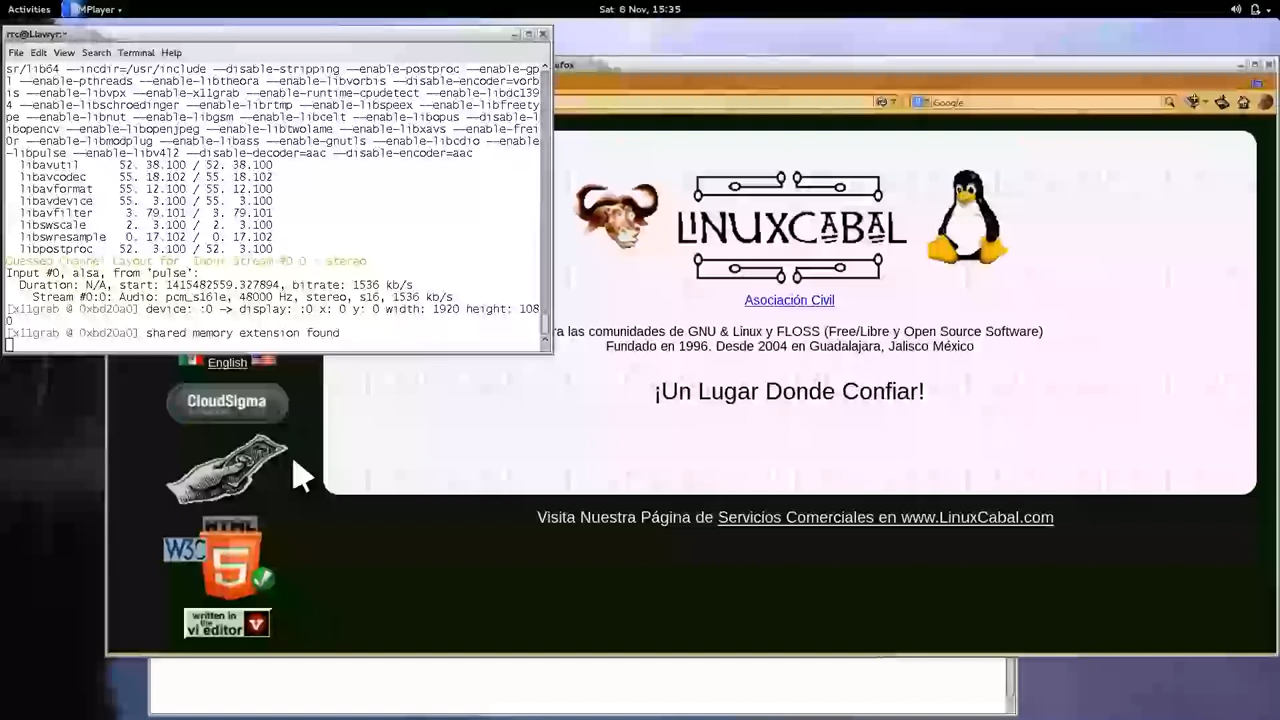 Activities MPlayer Sat 8 Nov, 15:35
rrc@Llawyr:~
File Edit View Search Terminal Help
sr/lib64 --incdir=/usr/include --disable-stripping --enable-postproc --enable-gp
l --enable-pthreads --enable-libtheora --enable-libvorbis --disable-encoder=vorb
is --enable-libvpx --enable-x11grab --enable-runtime-cpudetect --enable-libdc139
4 --enable-libschroedinger --enable-librtmp --enable-libspeex --enable-libfreety
pe --enable-libnut --enable-libgsm --enable-libcelt --enable-libopus --disable-l
ibopencv --enable-libopenjpeg --enable-libtwolame --enable-libxavs --enable-frei
0r --enable-libmodplug --enable-libass --enable-gnutls --enable-libcdio --enable
-libpulse --enable-libv4l2 --disable-decoder=aac --disable-encoder=aac
libavutil 52. 38.100 / 52. 38.100
libavcodec 55. 18.102 / 55. 18.102
libavformat 55. 12.100 / 55. 12.100
libavdevice 55. 3.100 / 55. 3.100
libavfilter 3. 79.101 / 3. 79.101
libswscale 2. 3.100 / 2. 3.100
libswresample 0. 17.102 / 0. 17.102
libpostproc 52. 3.100 / 52. 3.100
Guessed Channel Layout for Input Stream #0.0 : stereo
Input #0, alsa, from 'pulse':
Duration: N/A, start: 1415482559.327894, bitrate: 1536 kb/s
Stream #0:0: Audio: pcm_s16le, 48000 Hz, stereo, s16, 1536 kb/s
[x11grab @ 0xbd20a0] device: :0 -> display: :0 x: 0 y: 0 width: 1920 height: 108
0
[x11grab @ 0xbd20a0] shared memory extension found
efox
Google
LINUXCABAL
Asociación Civil
ra las comunidades de GNU & Linux y FLOSS (Free/Libre y Open Source Software)
Fundado en 1996. Desde 2004 en Guadalajara, Jalisco México
¡Un Lugar Donde Confiar!
English
CloudSigma
HTML
W3C
5
written in
the
vi editor
Visita Nuestra Página de Servicios Comerciales en www.LinuxCabal.com